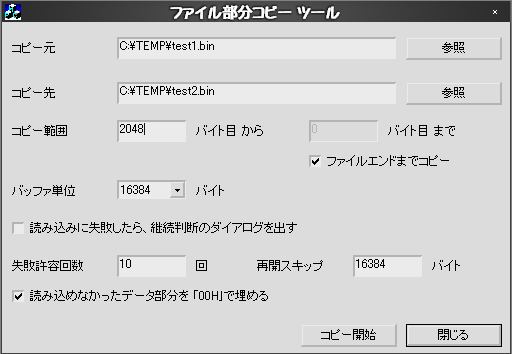 ファイル部分コピー ツール
コピー元 C:¥TEMP¥test1.bin 参照
コピー先 C:¥TEMP¥test2.bin 参照
コピー範囲 2048 バイト目 から 0 バイト目 まで
ファイルエンドまでコピー
バッファ単位 16384 バイト
読み込みに失敗したら、継続判断のダイアログを出す
失敗許容回数 10 回 再開スキップ 16384 バイト
読み込めなかったデータ部分を「00H」で埋める
コピー開始 閉じる